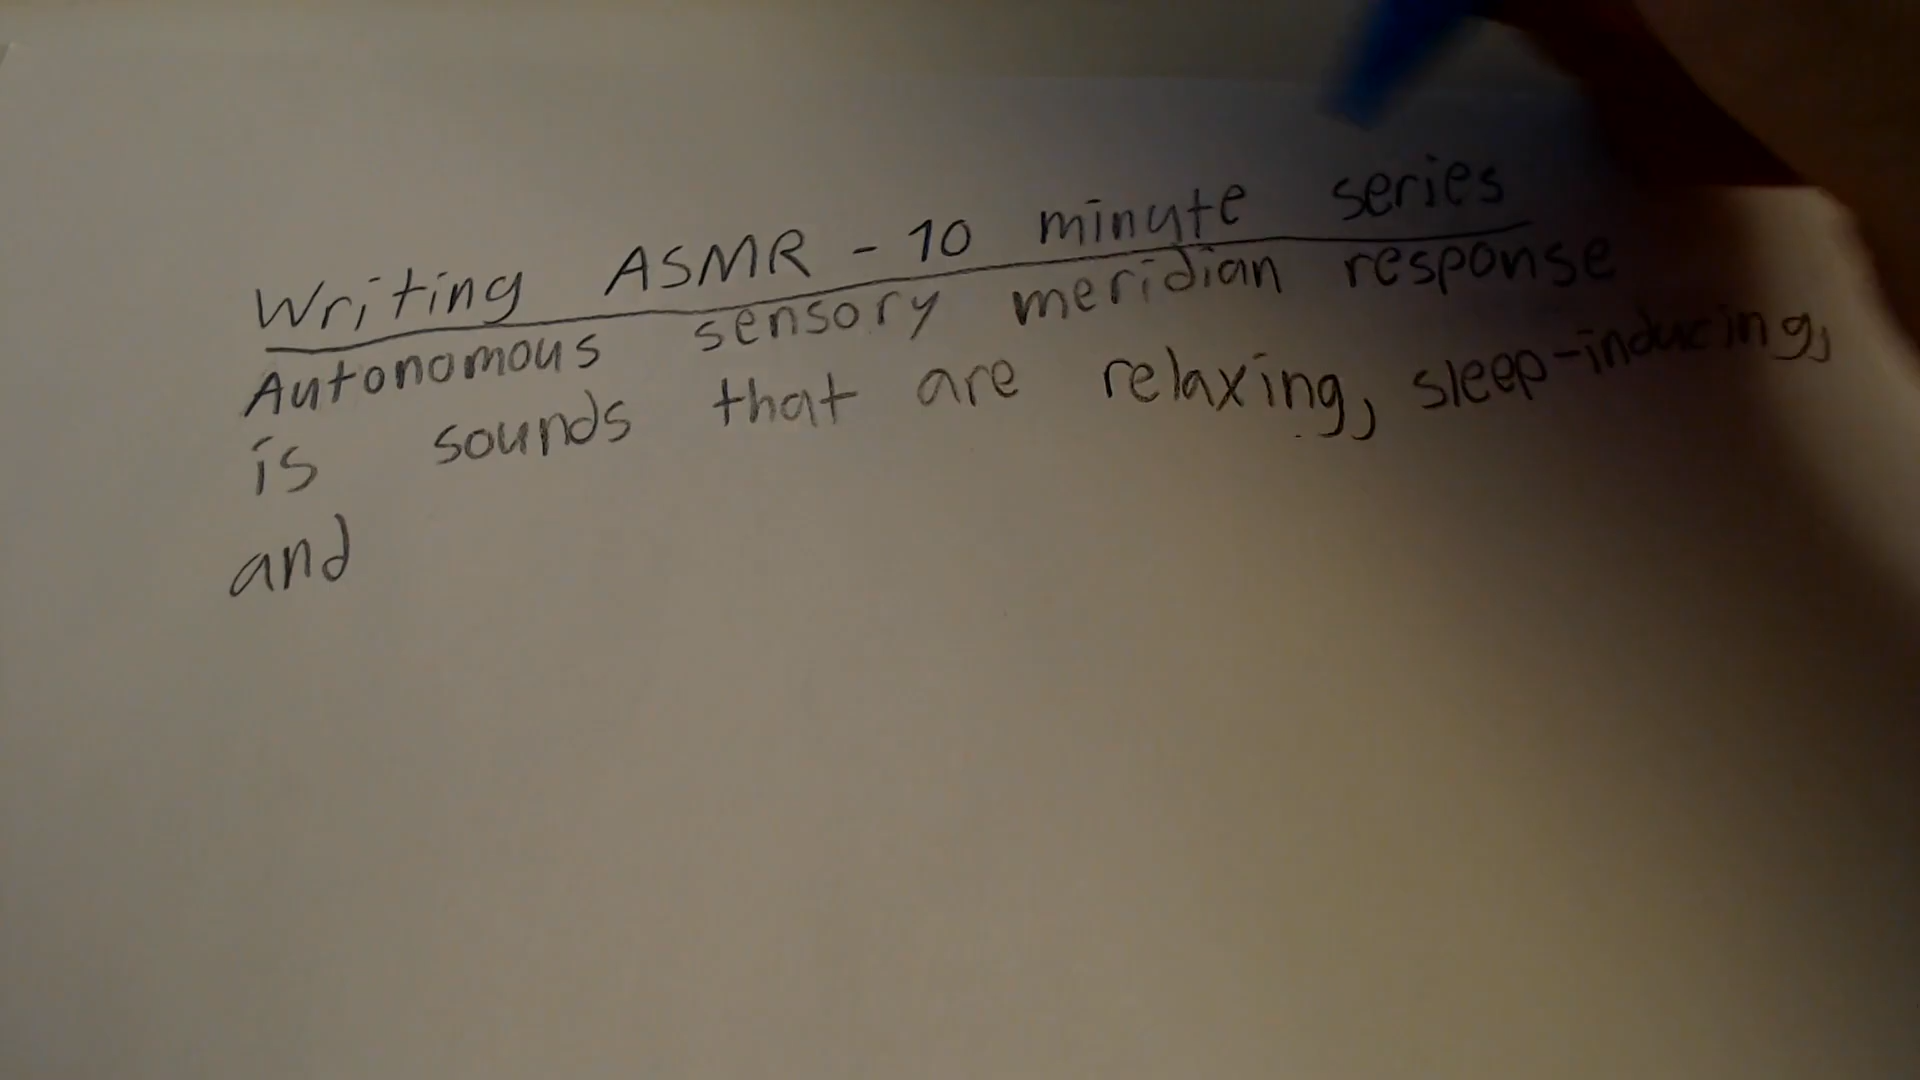 Writing ASMR - 10 minute series
Autonomous sensory meridian response
is sounds that are relaxing, sleep-inducing,
and